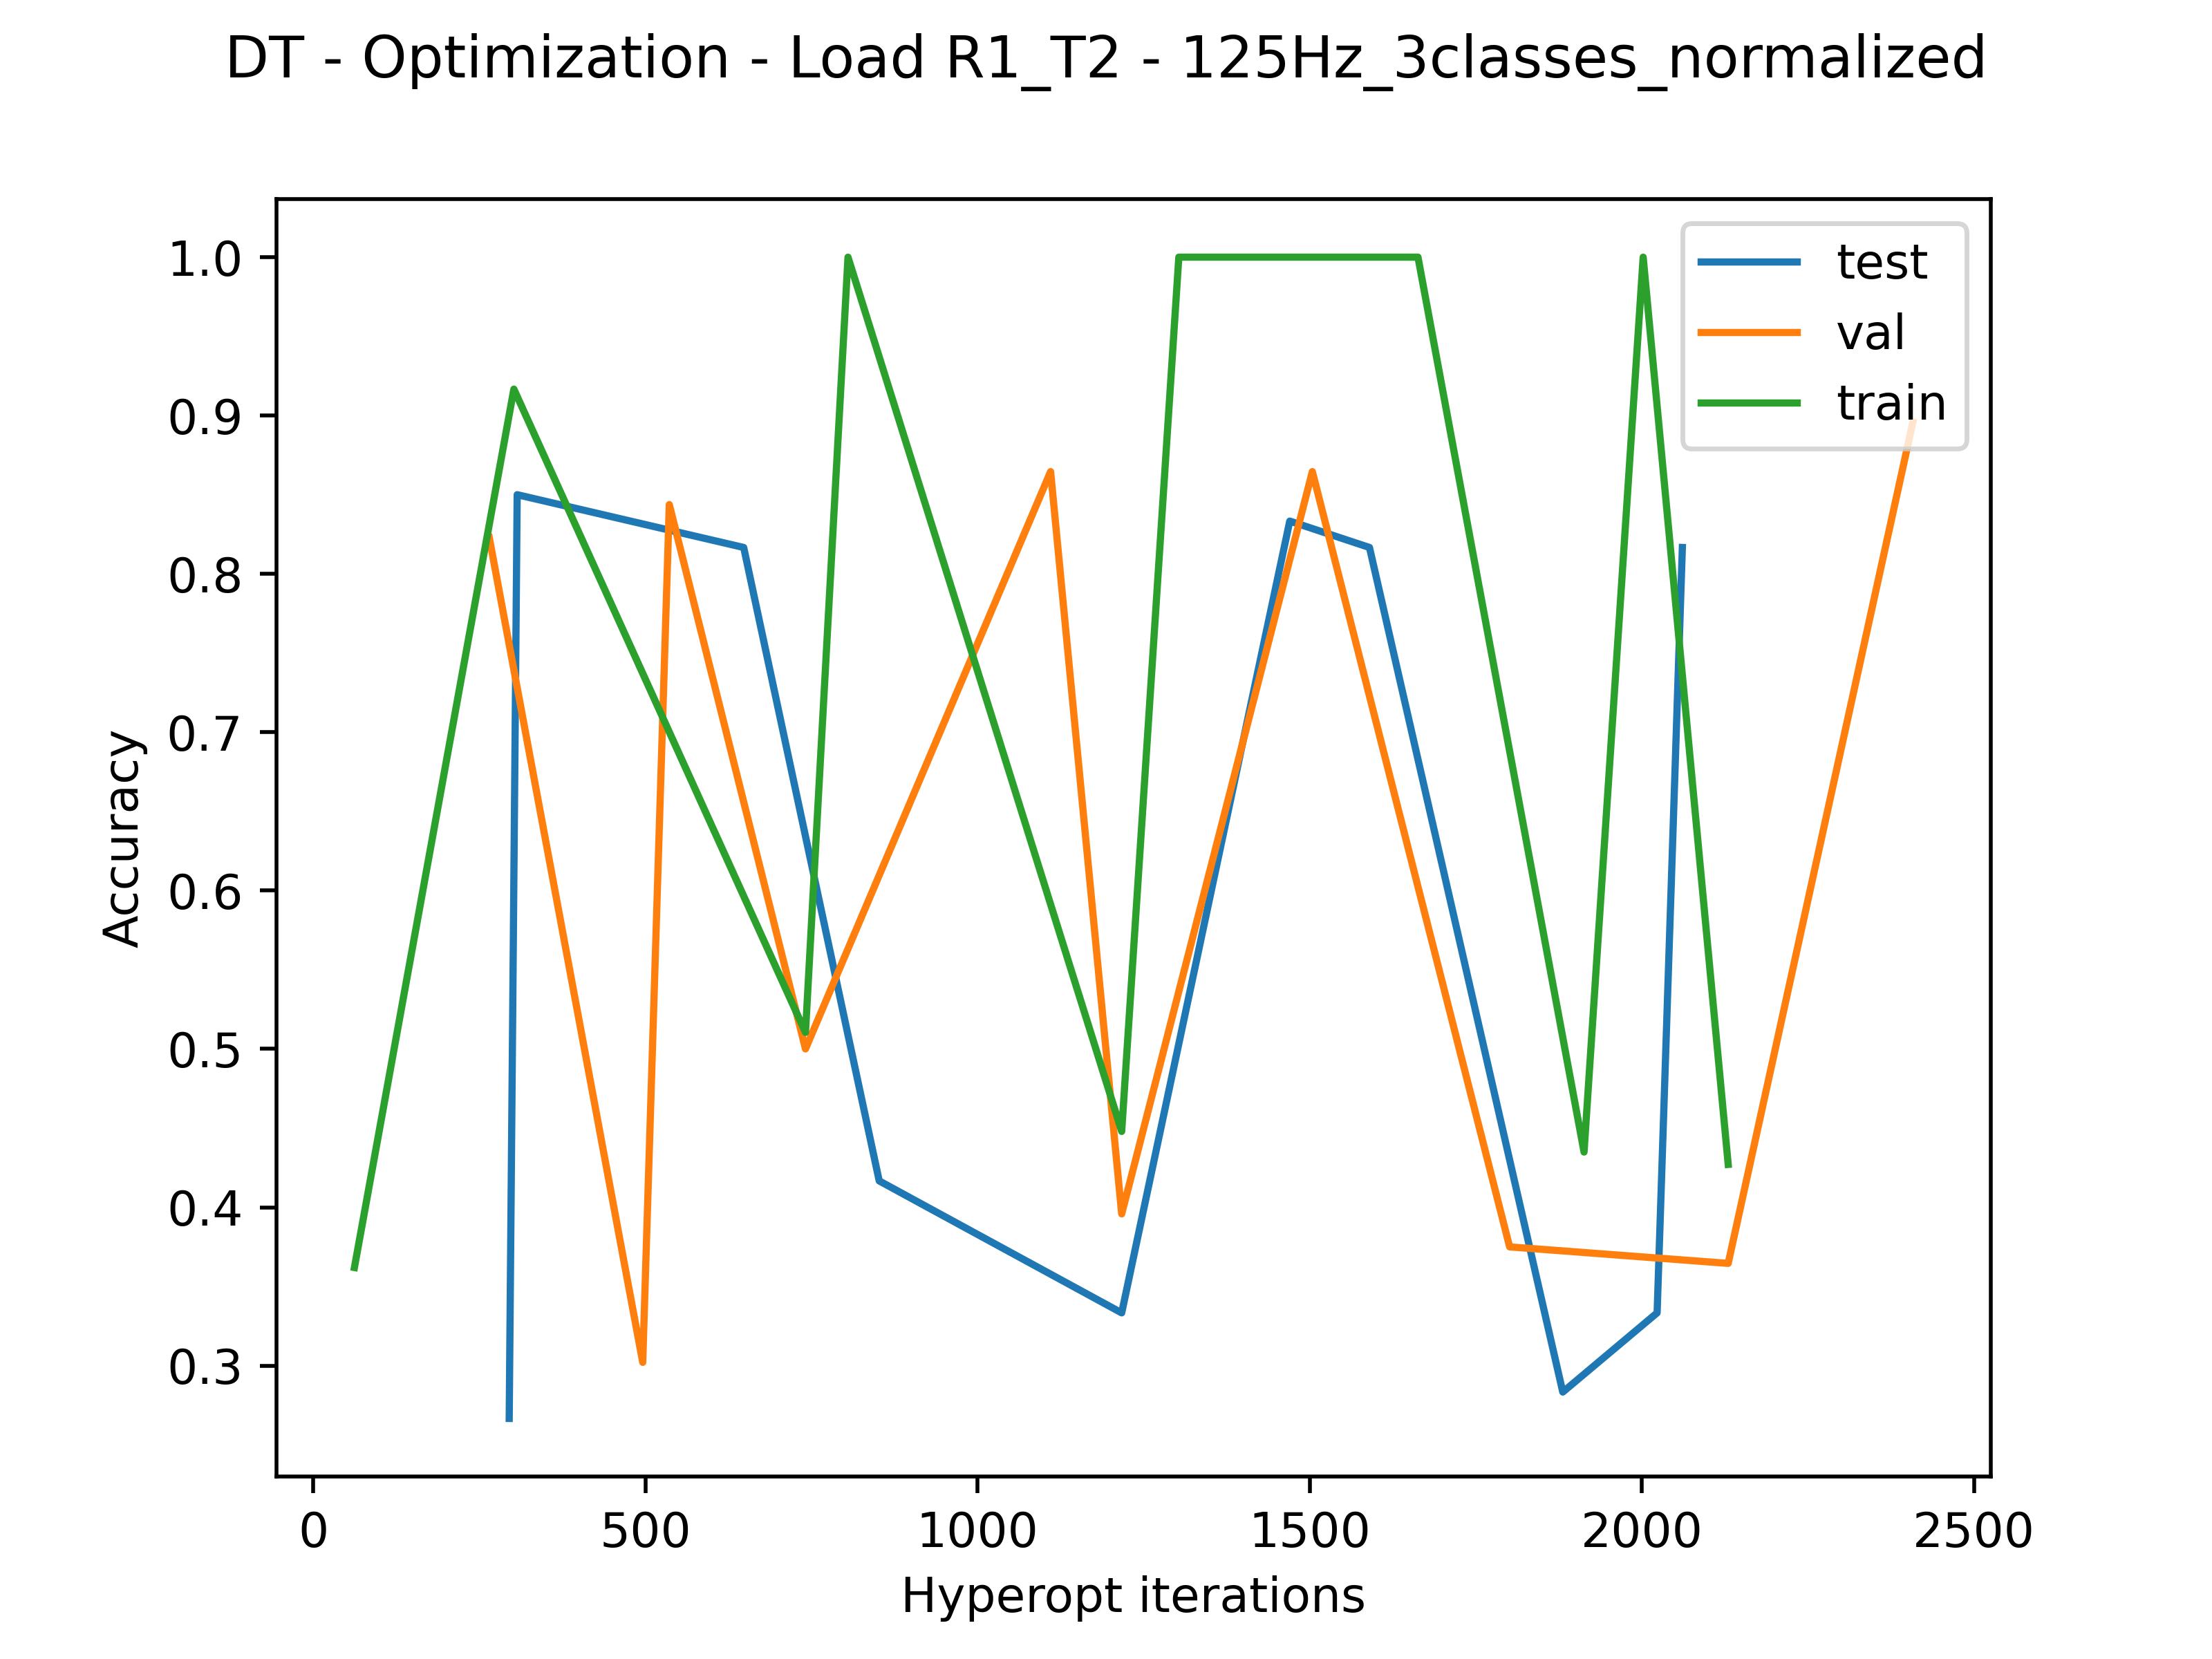 DT - Optimization - Load R1_T2 - 125Hz_3classes_normalized
test
val
train
1.0
0.9
0.8
0.7
0.6
0.5
0.4
0.3
Accuracy
0 500 1000 1500 2000 2500
Hyperopt iterations